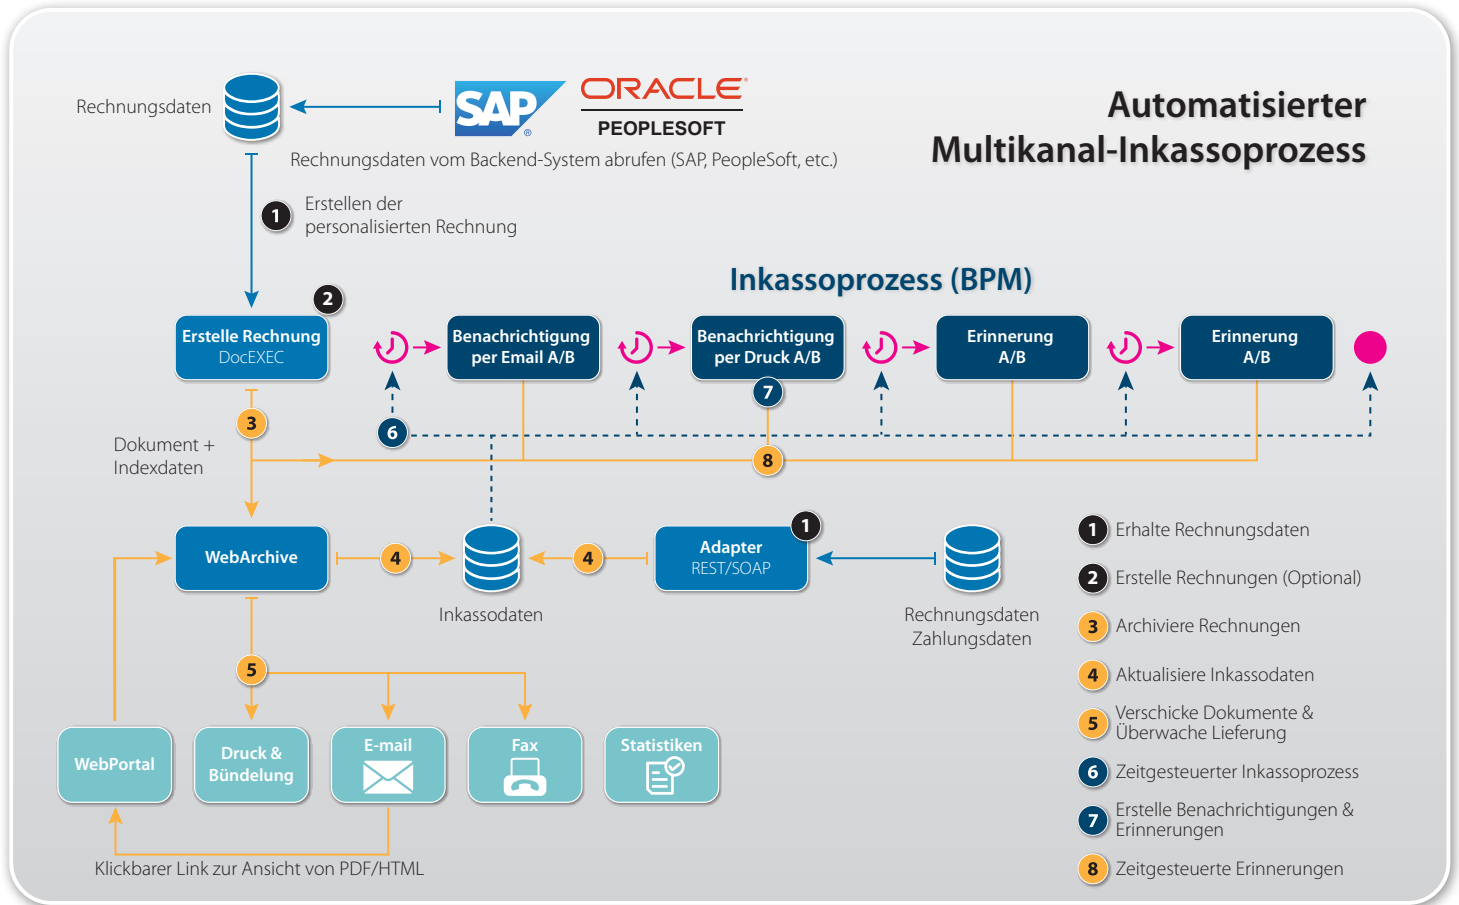 Rechnungsdaten
SAP
®
ORACLE®
PEOPLESOFT
Rechnungsdaten vom Backend-System abrufen (SAP, PeopleSoft, etc.)
Automatisierter
Multikanal-Inkassoprozess
1
Erstellen der
personalisierten Rechnung
Inkassoprozess (BPM)
2
Erstelle Rechnung
DocEXEC
Benachrichtigung
per Email A/B
Benachrichtigung
per Druck A/B
Erinnerung
A/B
Erinnerung
A/B
7
3
6
Dokument +
Indexdaten
8
WebArchive
4
Inkassodaten
4
1
Adapter
REST/SOAP
Rechnungsdaten
Zahlungsdaten
5
WebPortal
Druck &
Bündelung
E-mail
Fax
Statistiken
Klickbarer Link zur Ansicht von PDF/HTML
1 Erhalte Rechnungsdaten
2 Erstelle Rechnungen (Optional)
3 Archiviere Rechnungen
4 Aktualisiere Inkassodaten
5 Verschicke Dokumente &
Überwache Lieferung
6 Zeitgesteuerter Inkassoprozess
7 Erstelle Benachrichtigungen &
Erinnerungen
8 Zeitgesteuerte Erinnerungen